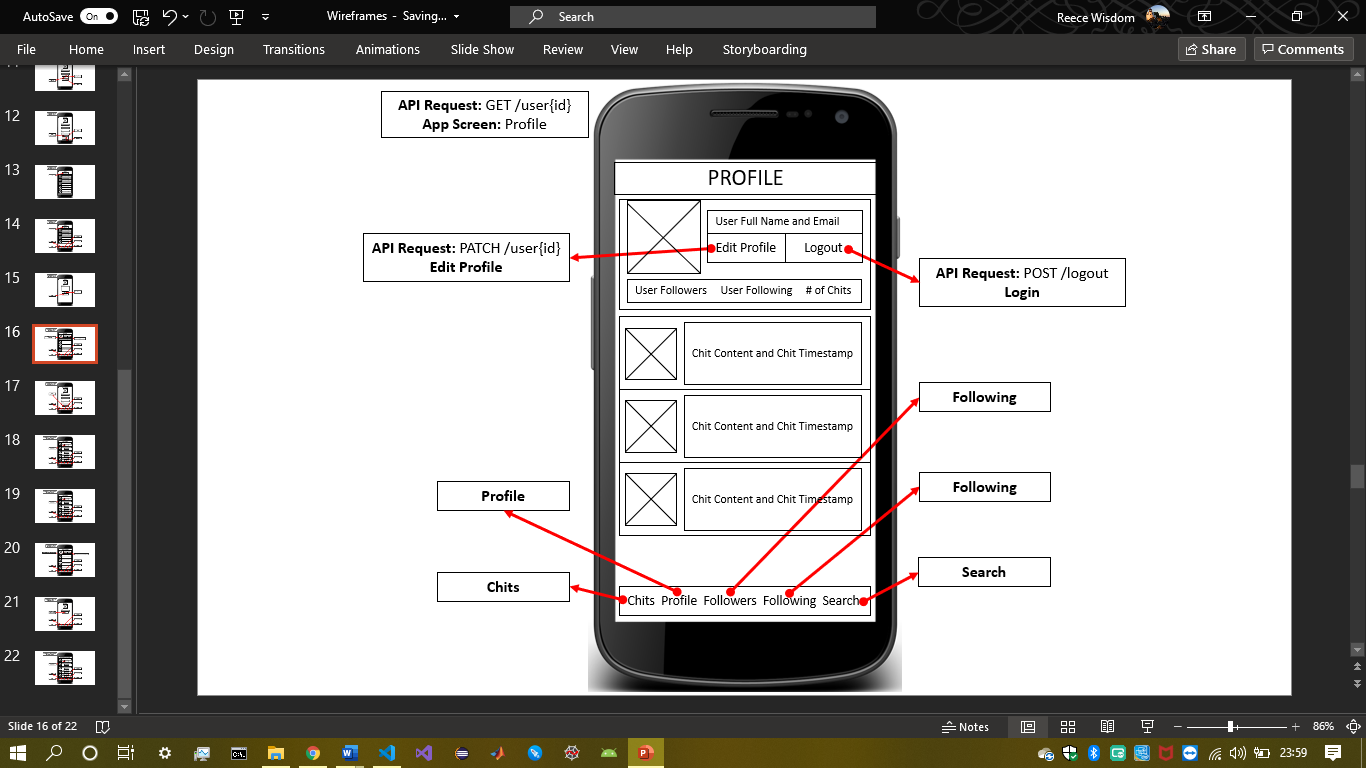 AutoSave On Wireframes - Saving... Search Reece Wisdom
File Home Insert Design Transitions Animations Slide Show Review View Help Storyboarding Share Comments
12
13
14
15
16
17
18
19
20
21
22
API Request: GET /user{id}
App Screen: Profile
PROFILE
User Full Name and Email
Edit Profile Logout
User Followers User Following # of Chits
API Request: PATCH /user{id}
Edit Profile
API Request: POST /logout
Login
Chit Content and Chit Timestamp
Chit Content and Chit Timestamp
Chit Content and Chit Timestamp
Following
Following
Profile
Search
Chits
Chits Profile Followers Following Search
Slide 16 of 22 Notes 86%
23:59